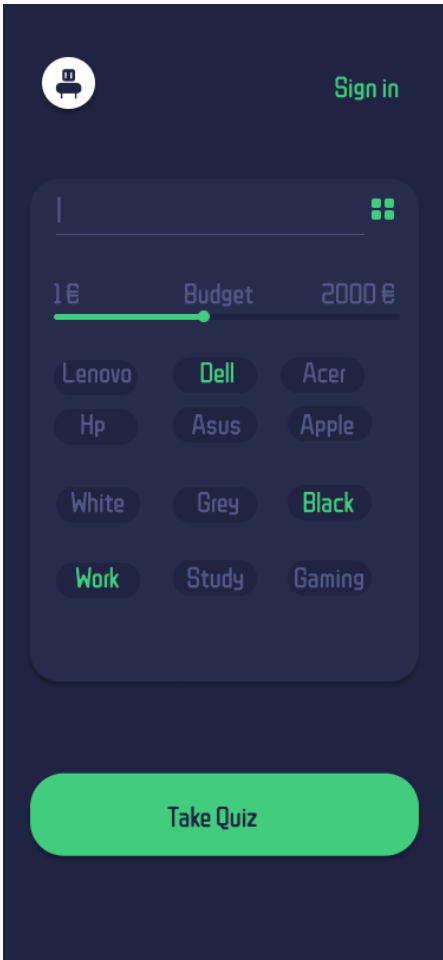 Sign in
1 € Budget 2000 €
Lenovo Dell Acer
Hp Asus Apple
White Grey Black
Work Study Gaming
Take Quiz